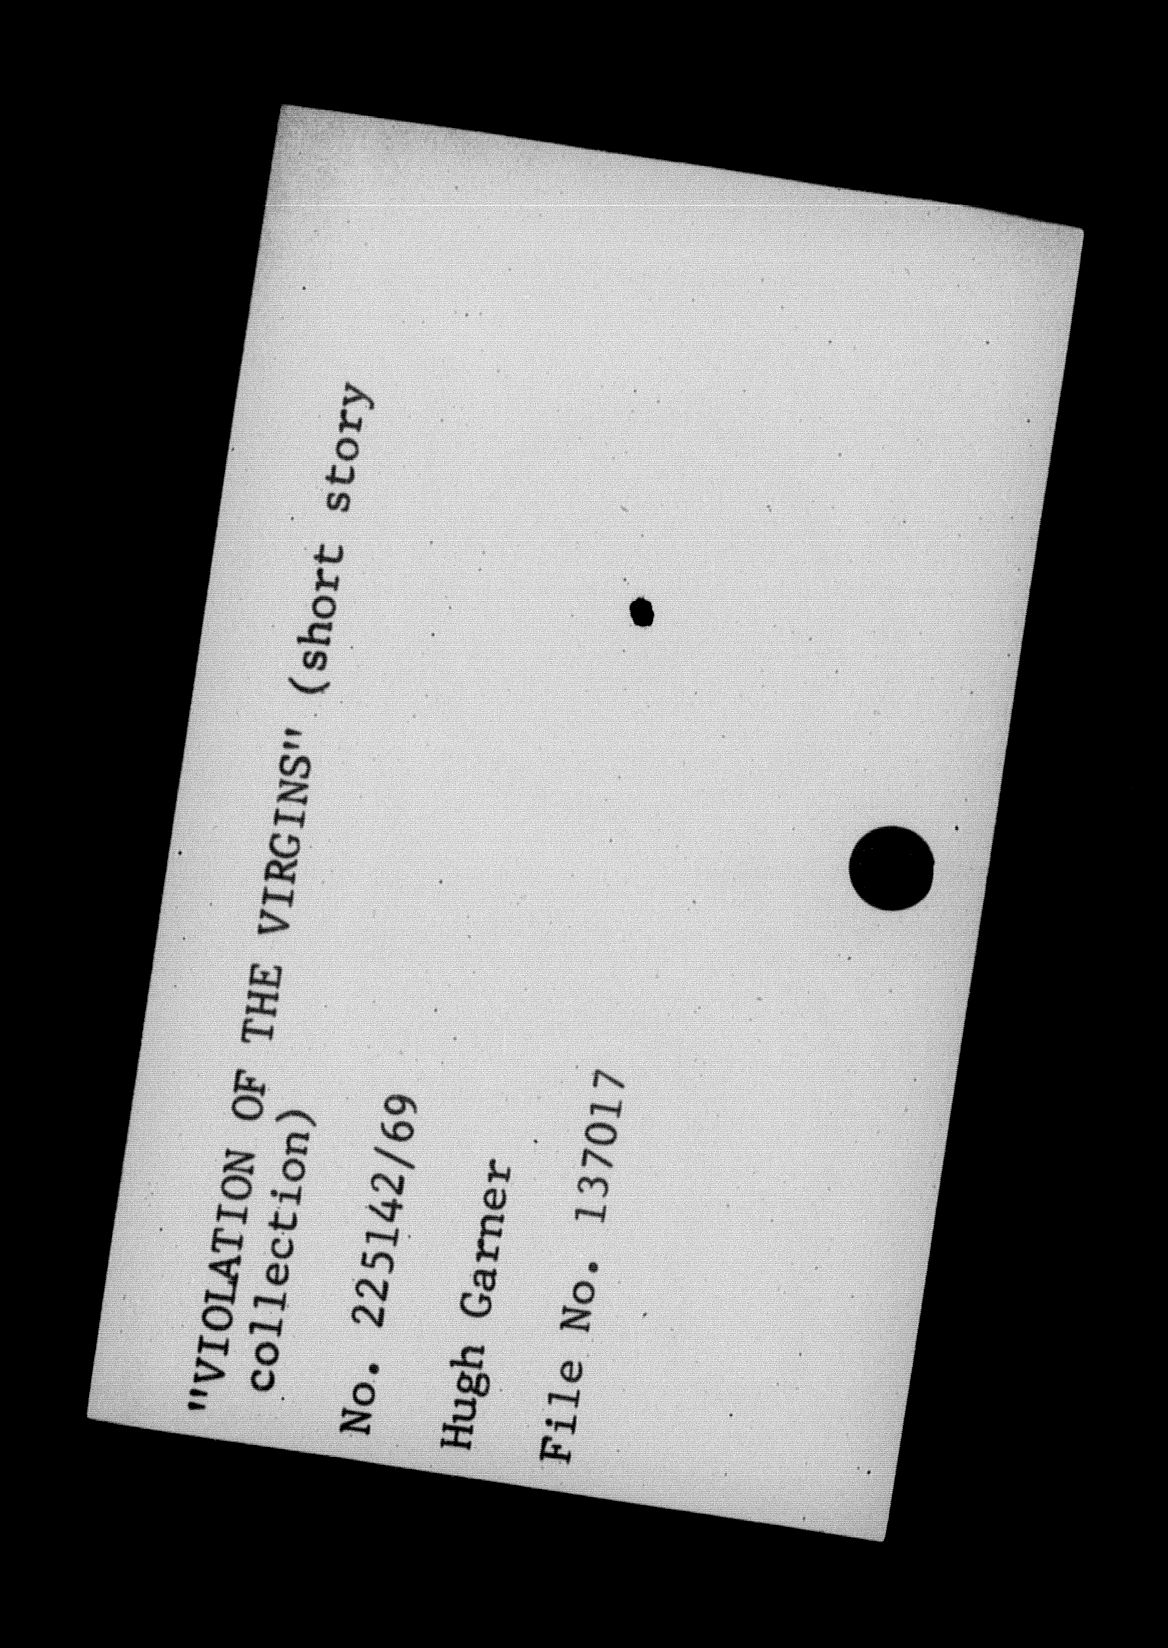 "VIOLATION OF THE VIRGINS" (short story
collection)
No. 225142/69
Hugh Garner
File No. 137017